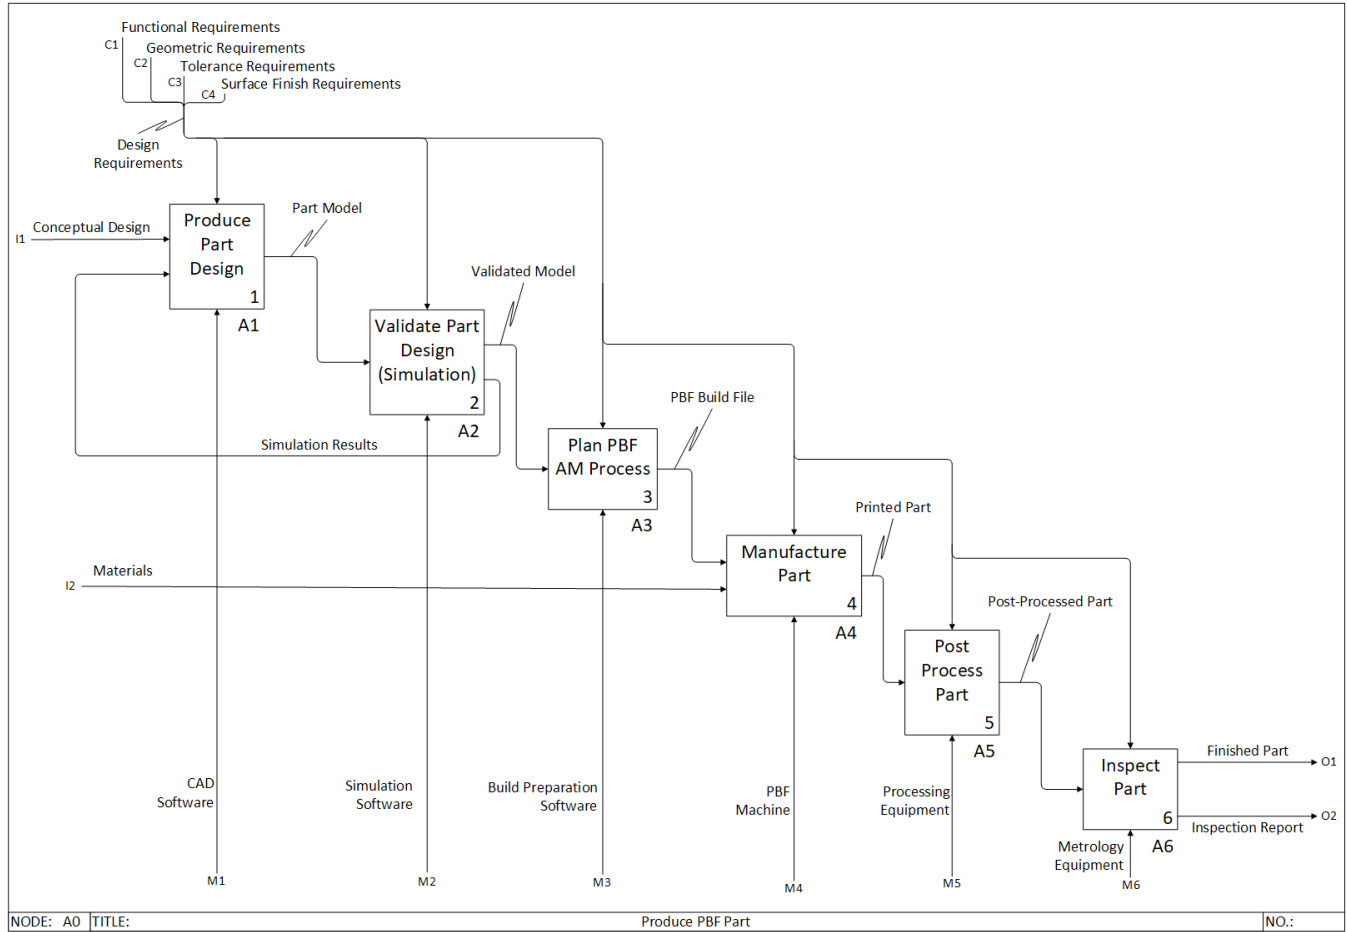 Functional Requirements
C1
Geometric Requirements
C2
Tolerance Requirements
C3
Surface Finish Requirements
C4
Design
Requirements
Part Model
Conceptual Design
I1
Produce
Part
Design
1
A1
Validated Model
Validate Part
Design
(Simulation)
2
A2
Simulation Results
PBF Build File
Plan PBF
AM Process
3
A3
Printed Part
Materials
I2
Manufacture
Part
4
A4
Post-Processed Part
Post
Process
Part
5
A5
Finished Part
O1
Inspect
Part
6
A6
O2
Inspection Report
CAD
Software
Simulation
Software
Build Preparation
Software
PBF
Machine
Processing
Equipment
Metrology
Equipment
M1
M2
M3
M4
M5
M6
NODE: A0 TITLE: Produce PBF Part NO.: